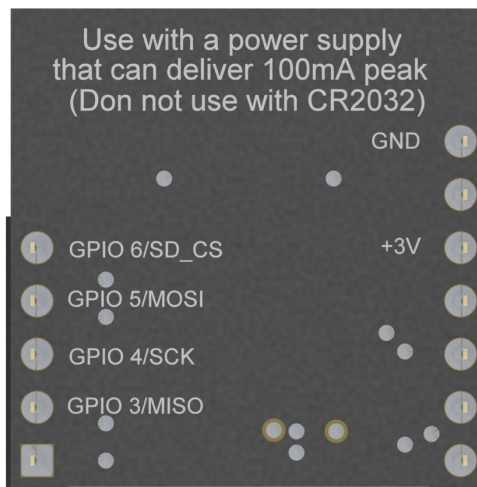 Use with a power supply
that can deliver 100mA peak
(Don not use with CR2032)
GND
GPIO 6/SD_CS
+3V
GPIO 5/MOSI
GPIO 4/SCK
GPIO 3/MISO